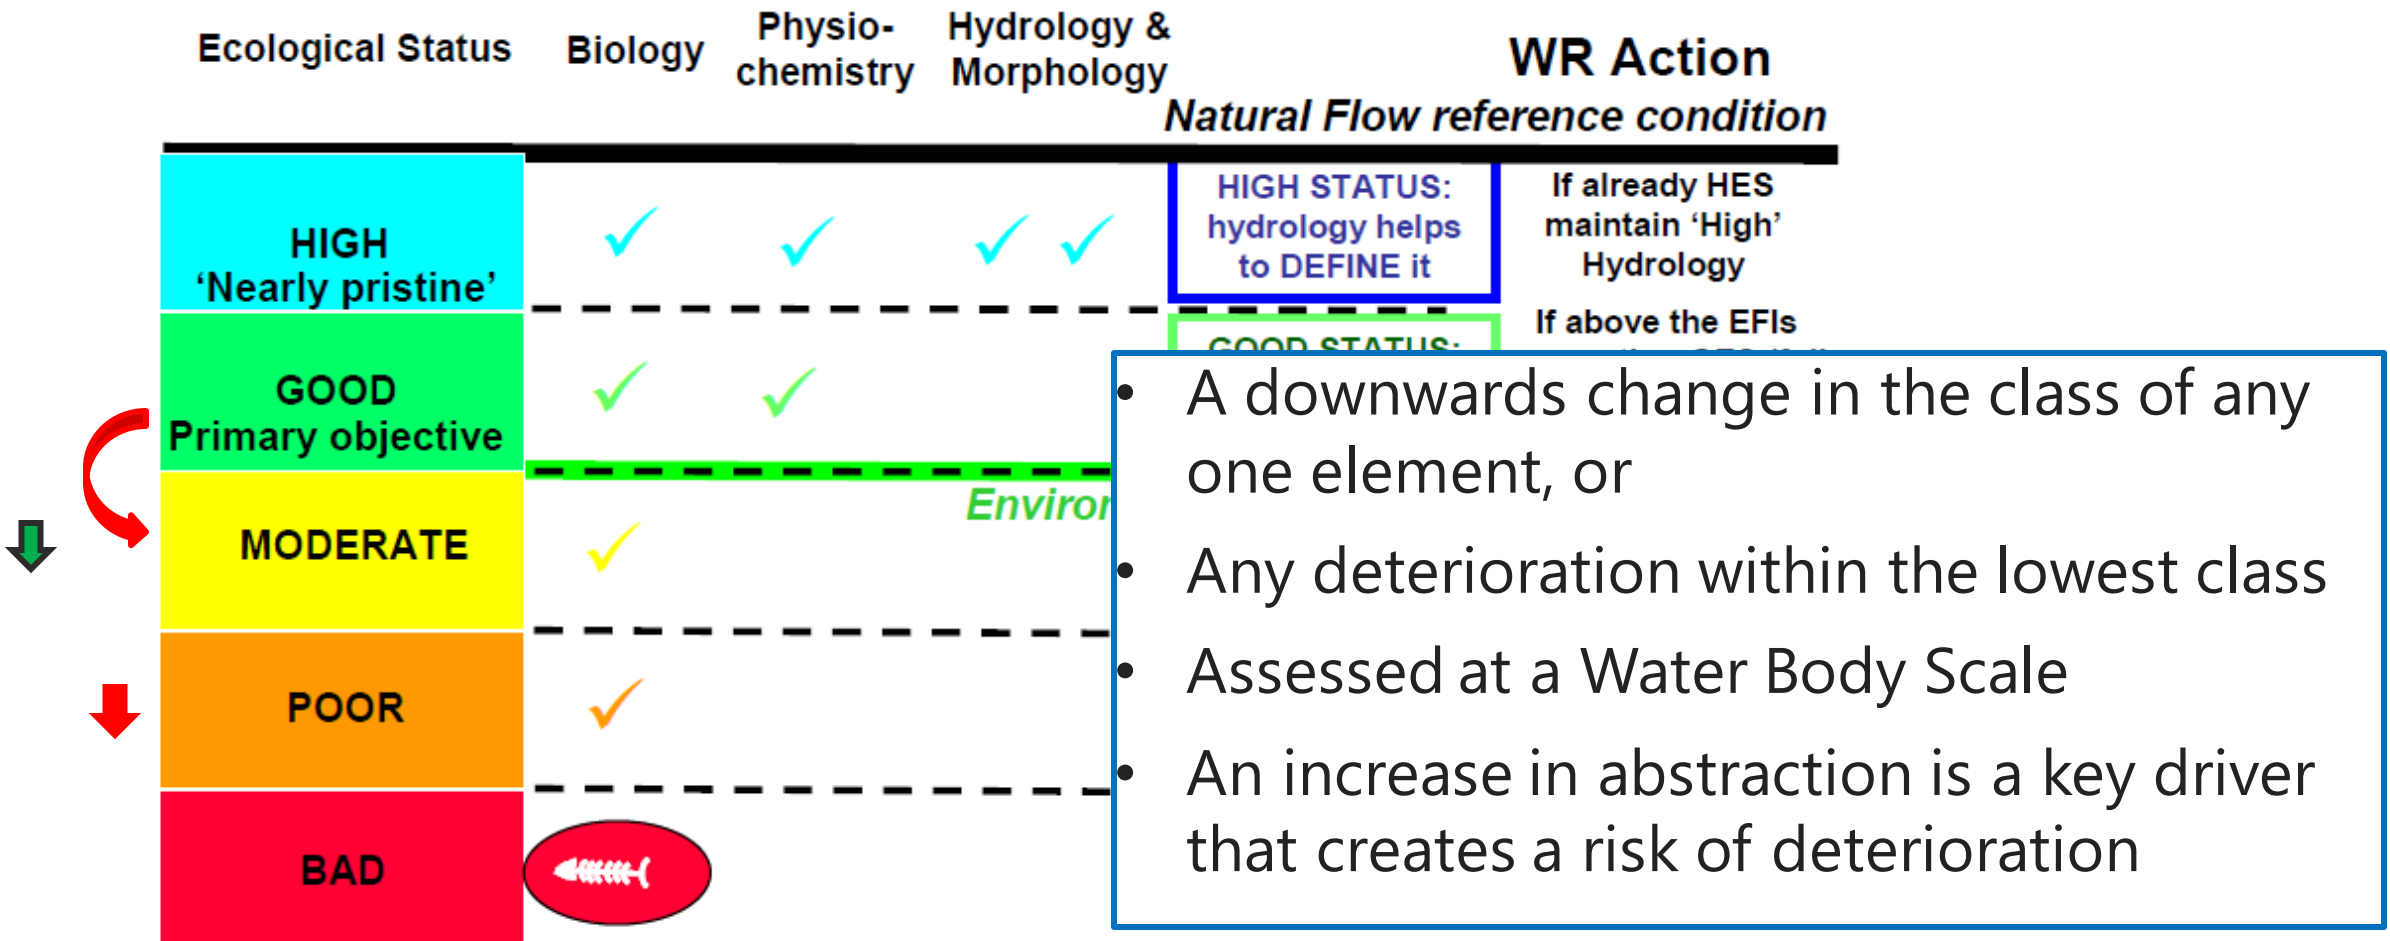 Ecological Status
Biology
Physio-
chemistry
Hydrology &
Morphology
WR Action
Natural Flow reference condition
HIGH
‘Nearly pristine’
HIGH STATUS:
hydrology helps
to DEFINE it
If already HES
maintain ‘High’
Hydrology
GOOD
Primary objective
GOOD STATUS:
If above the EFIs
MODERATE
POOR
BAD
• A downwards change in the class of any
one element, or
• Any deterioration within the lowest class
• Assessed at a Water Body Scale
• An increase in abstraction is a key driver
that creates a risk of deterioration